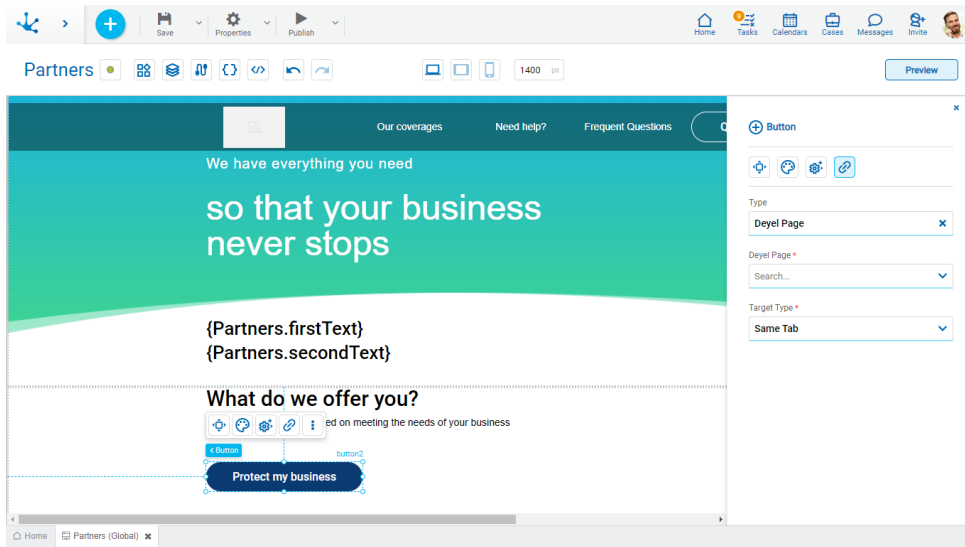 Save
Properties
Publish
Home
9
Tasks
Calendars
Cases
Messages
Invite
Partners
1400 px
Preview
Our coverages
Need help?
Frequent Questions
We have everything you need
so that your business
never stops
{Partners.firstText}
{Partners.secondText}
What do we offer you?
ed on meeting the needs of your business
Button
button2
Protect my business
Button
Type
Deyel Page
Deyel Page *
Search...
Target Type *
Same Tab
Home
Partners (Global)